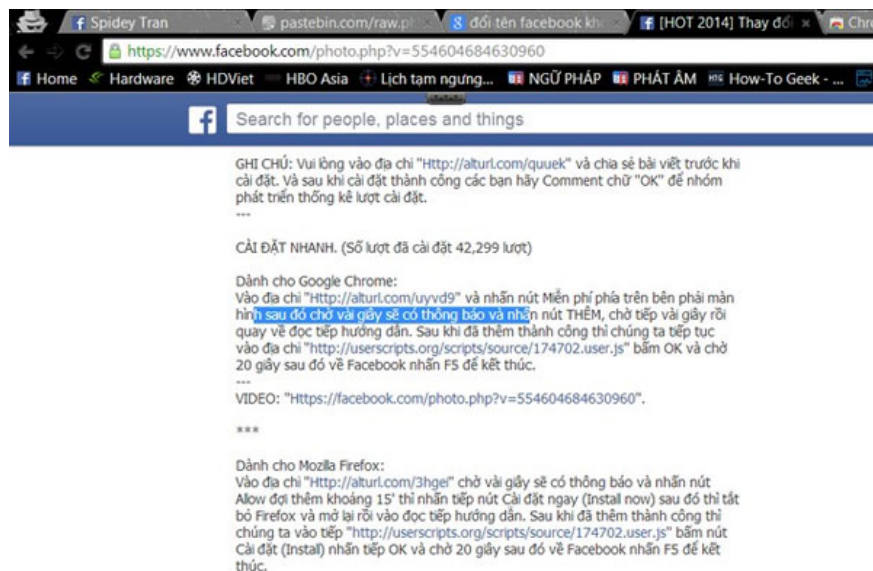 Spidey Tran
pastebin.com/raw.p
đổi tên facebook kh
[HOT 2014] Thay đổ
Chr
https://www.facebook.com/photo.php?v=554604684630960
Home Hardware HDViet HBO Asia Lịch tạm ngưng... NGỮ PHÁP PHÁT ÂM How-To Geek - ...
Search for people, places and things
GHI CHÚ: Vui lòng vào địa chỉ "Http://alturl.com/quuek" và chia sẻ bài viết trước khi
cài đặt. Và sau khi cài đặt thành công các bạn hãy Comment chữ "OK" để nhóm
phát triển thống kê lượt cài đặt.
---
CÀI ĐẶT NHANH. (Số lượt đã cài đặt 42,299 lượt)
Dành cho Google Chrome:
Vào địa chỉ "Http://alturl.com/uyvd9" và nhấn nút Miễn phí phía trên bên phải màn
hình sau đó chờ vài giây sẽ có thông báo và nhấn nút THÊM, chờ tiếp vài giây rồi
quay về đọc tiếp hướng dẫn. Sau khi đã thêm thành công thì chúng ta tiếp tục
vào địa chỉ "http://userscripts.org/scripts/source/174702.user.js" bấm OK và chờ
20 giây sau đó về Facebook nhấn F5 để kết thúc.
---
VIDEO: "Https://facebook.com/photo.php?v=554604684630960".
***
Dành cho Mozilla Firefox:
Vào địa chỉ "Http://alturl.com/3hgei" chờ vài giây sẽ có thông báo và nhấn nút
Allow đợi thêm khoảng 15' thì nhấn tiếp nút Cài đặt ngay (Install now) sau đó thì tắt
bỏ Firefox và mở lại rồi vào đọc tiếp hướng dẫn. Sau khi đã thêm thành công thì
chúng ta vào tiếp "http://userscripts.org/scripts/source/174702.user.js" bấm nút
Cài đặt (Install) nhấn tiếp OK và chờ 20 giây sau đó về Facebook nhấn F5 để kết
thúc.